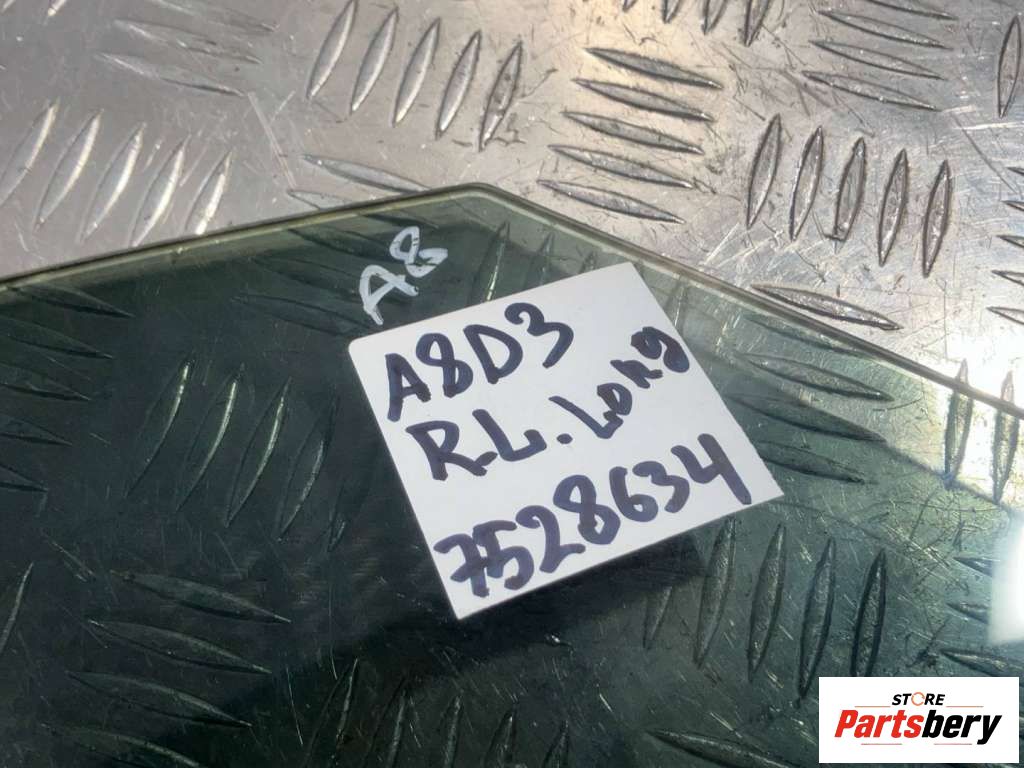 A8
A8D3
RL. Long
7528634
STORE
Partsbery